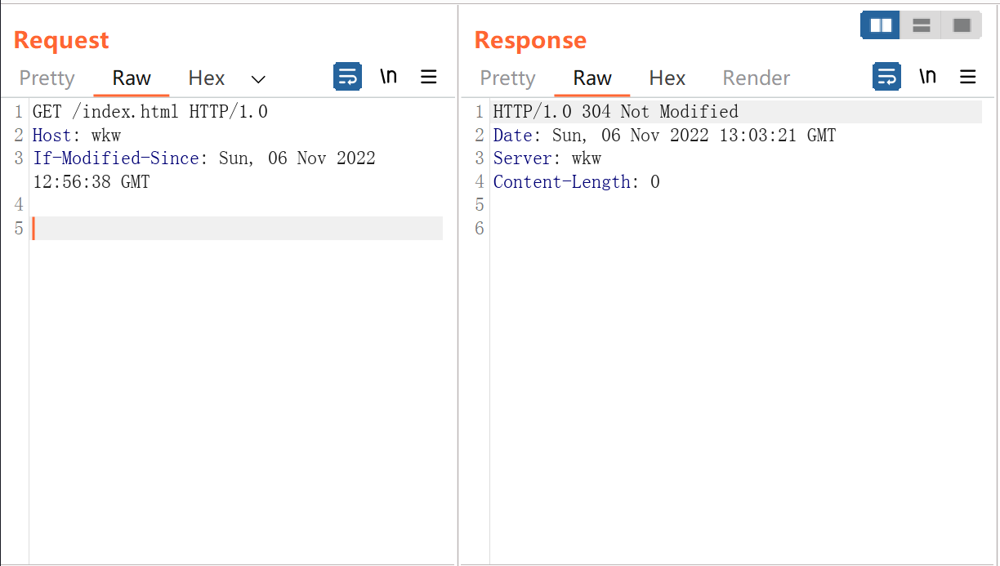 Request
Pretty Raw Hex \n
1 GET /index.html HTTP/1.0
2 Host: wkw
3 If-Modified-Since: Sun, 06 Nov 2022
12:56:38 GMT
4
5
Response
Pretty Raw Hex Render \n
1 HTTP/1.0 304 Not Modified
2 Date: Sun, 06 Nov 2022 13:03:21 GMT
3 Server: wkw
4 Content-Length: 0
5
6